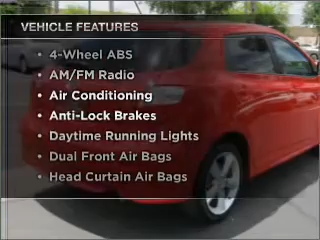 VEHICLE FEATURES
• 4-Wheel ABS
• AM/FM Radio
• Air Conditioning
• Anti-Lock Brakes
• Daytime Running Lights
• Dual Front Air Bags
• Head Curtain Air Bags